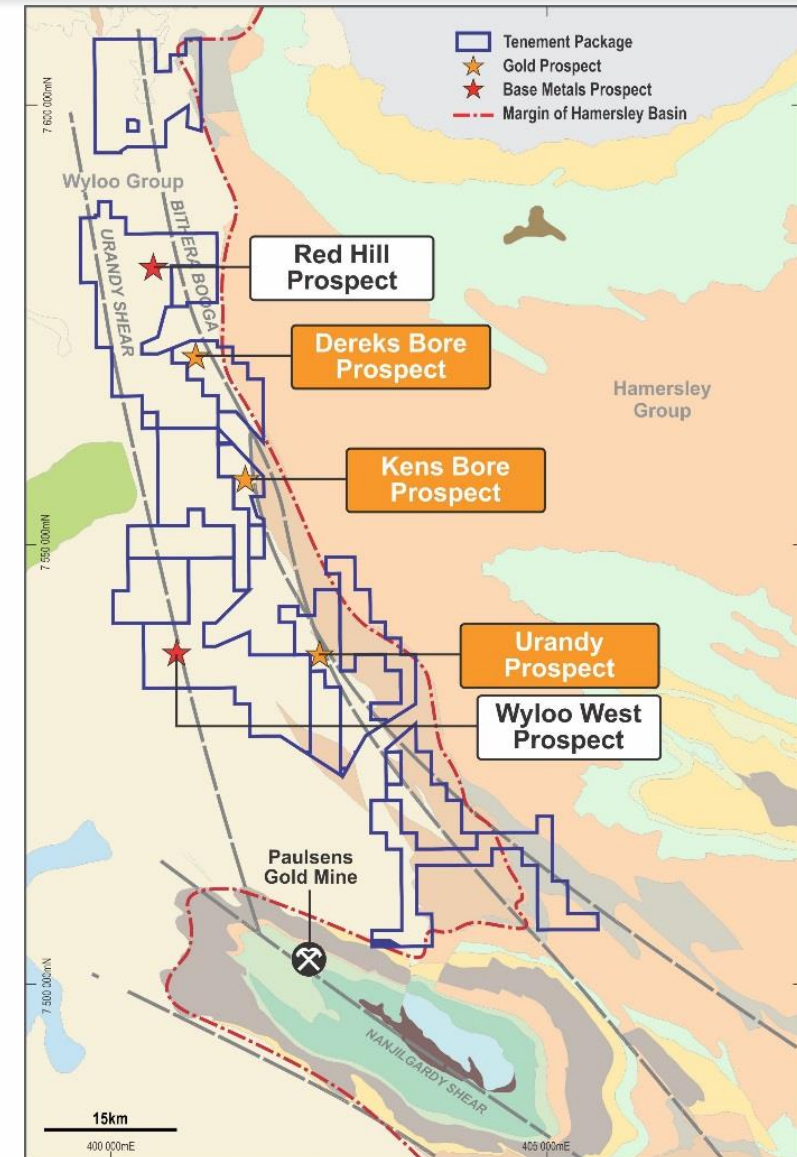 Tenement Package
Gold Prospect
Base Metals Prospect
Margin of Hamersley Basin
7 600 000mN
Wyloo Group
BITHERA BOOGA
URANDY SHEAR
Red Hill
Prospect
Dereks Bore
Prospect
Hamersley
Group
Kens Bore
Prospect
7 550 000mN
Urandy
Prospect
Wyloo West
Prospect
Paulsens
Gold Mine
7 500 000mN
NANJILGARDY SHEAR
15km
400 000mE
405 000mE